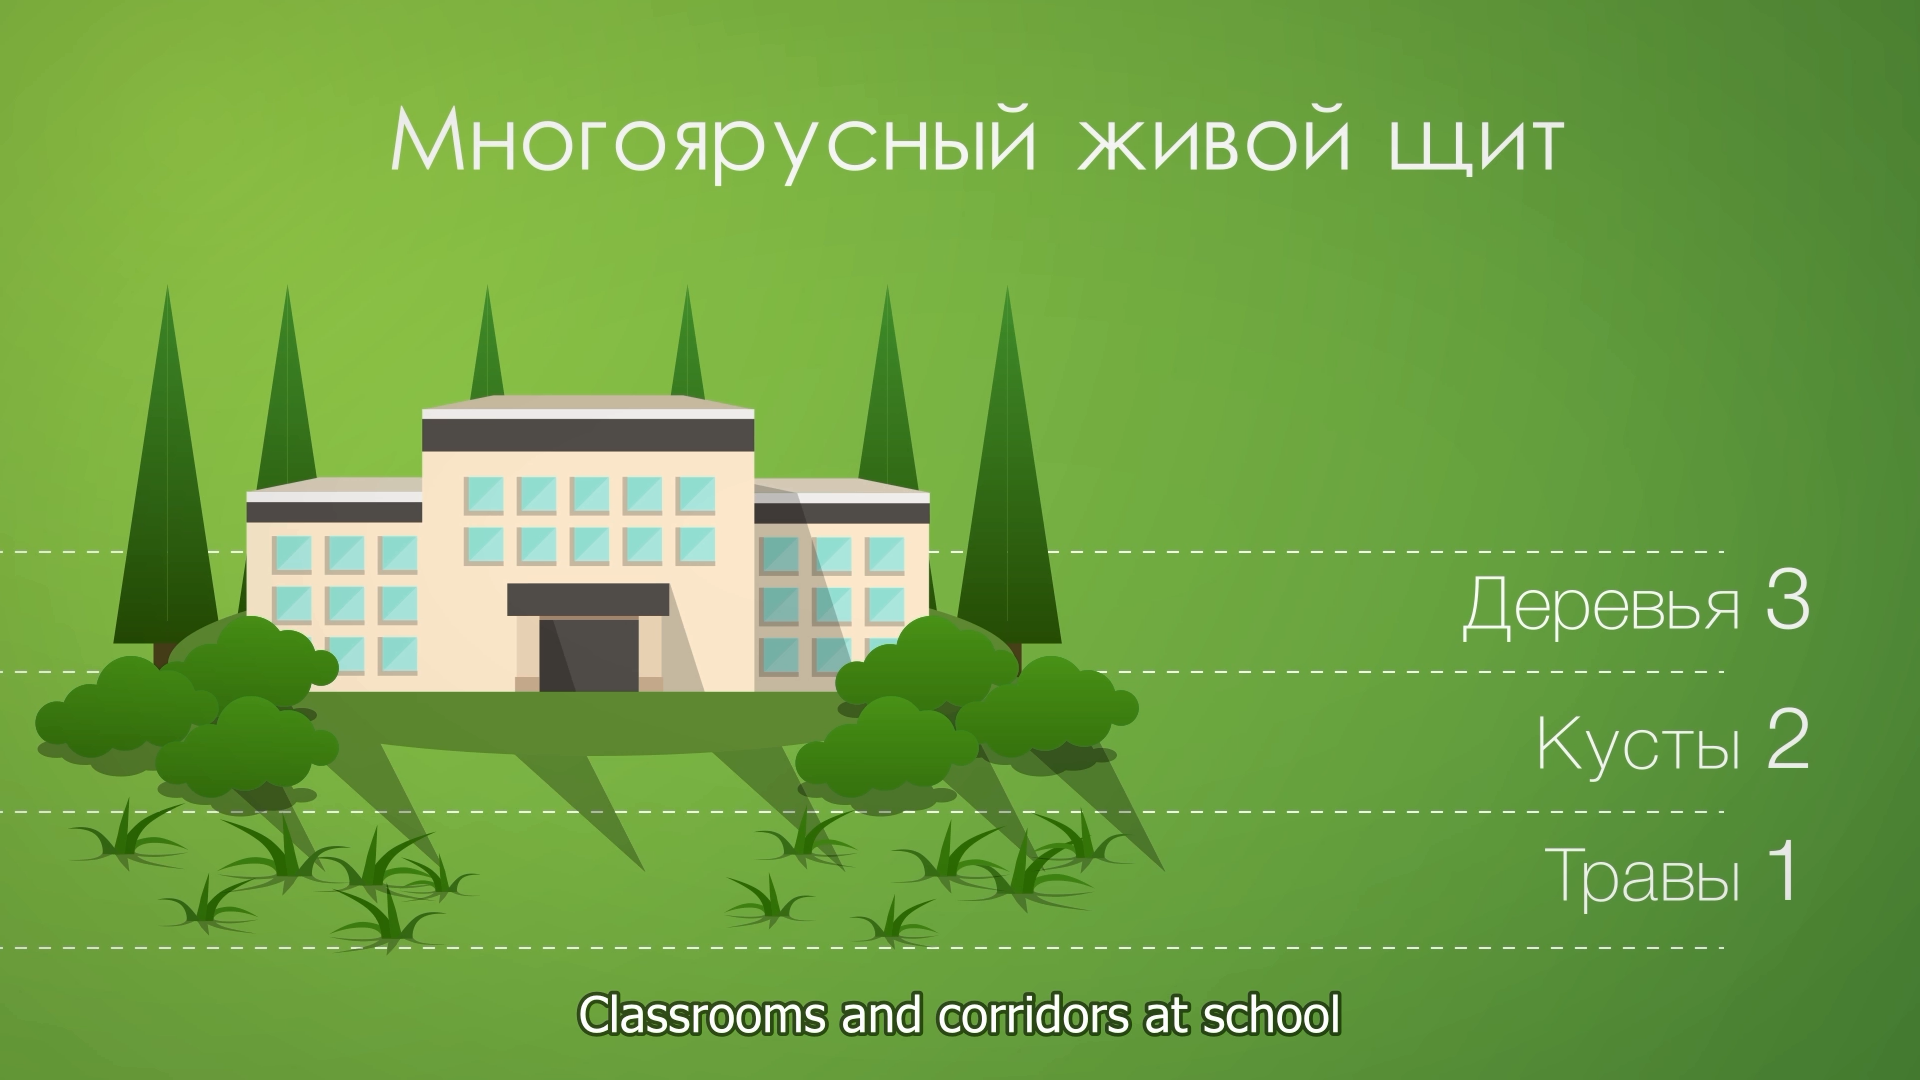 Многоярусный живой щит
Деревья 3
Кусты 2
Травы 1
Classrooms and corridors at school